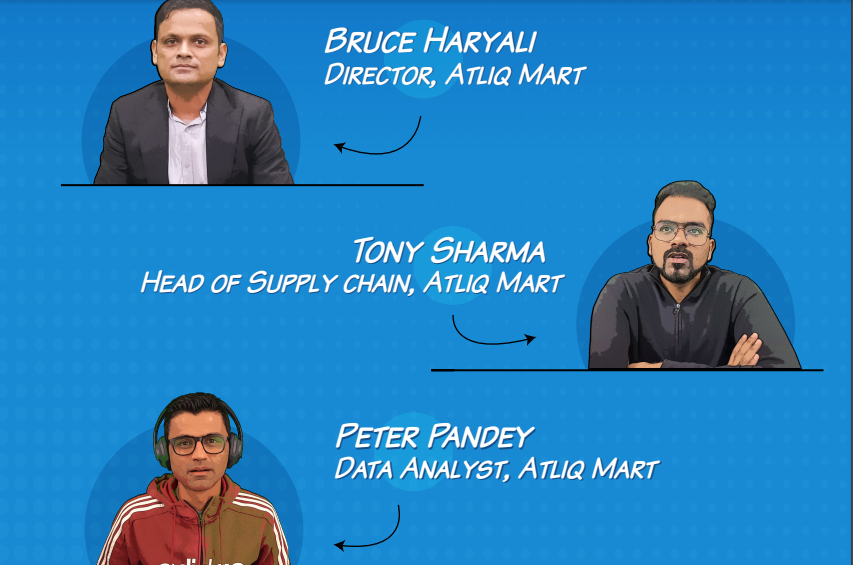 Bruce Haryali
Director, Atliq Mart
Tony Sharma
Head of Supply chain, Atliq Mart
Peter Pandey
Data Analyst, Atliq Mart